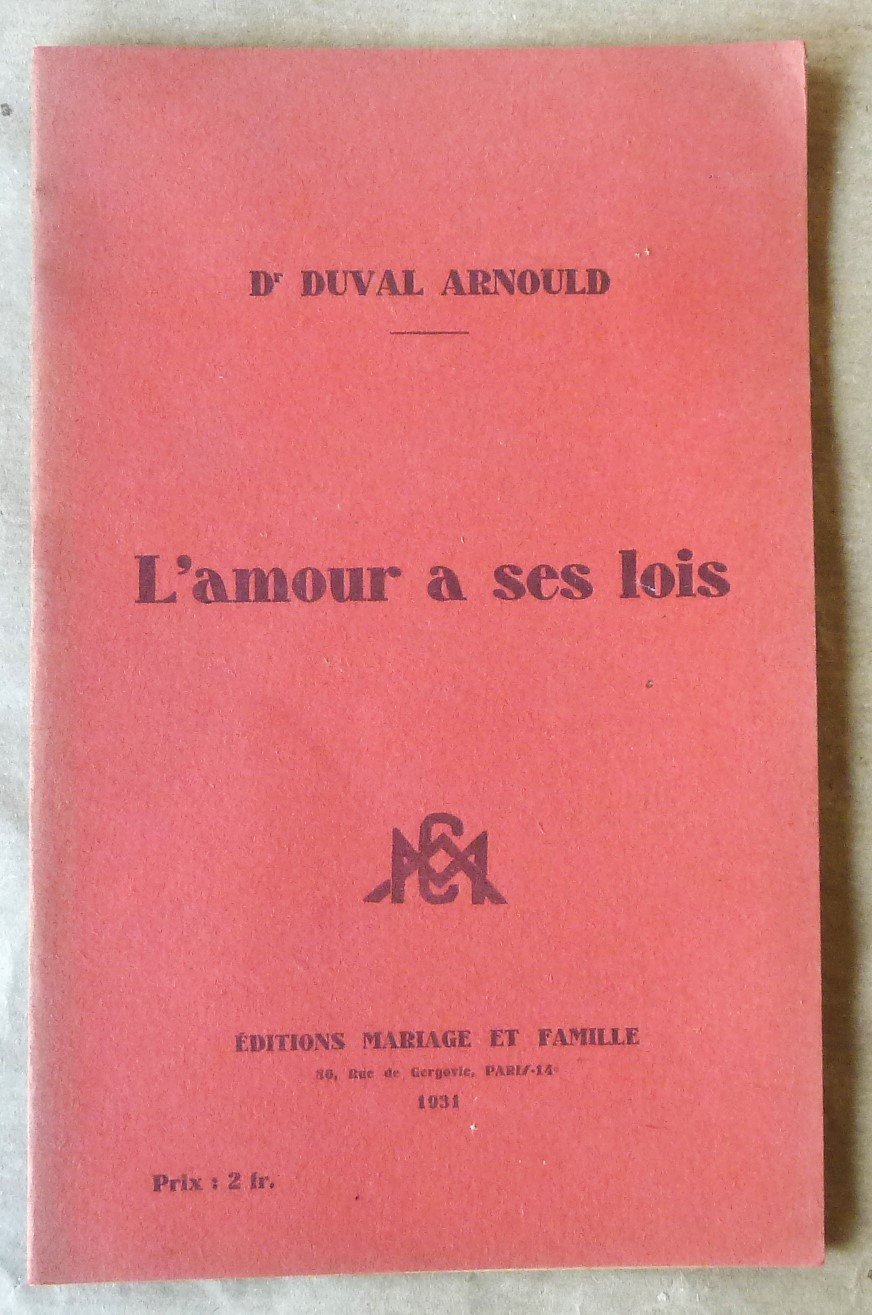 Dʳ DUVAL ARNOULD
L'amour a ses lois
ÉDITIONS MARIAGE ET FAMILLE
86, Rue de Gergovie, PARIS-14ᵉ
1931
Prix : 2 fr.